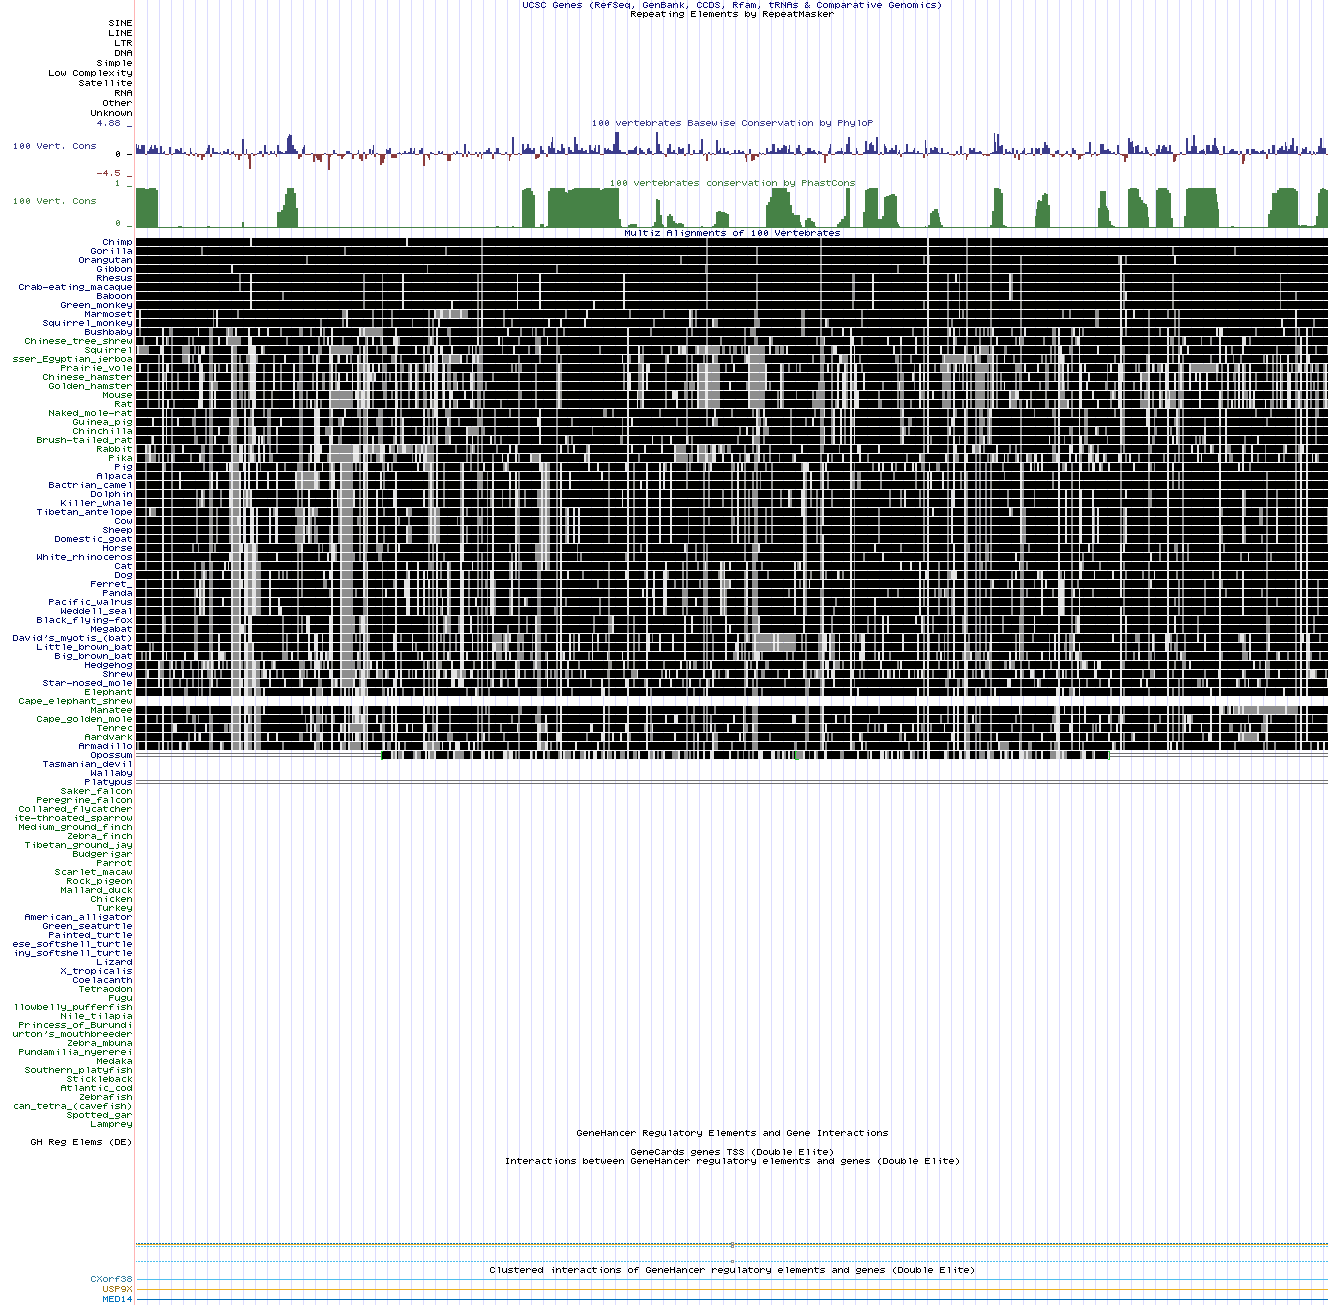 UCSC Genes (RefSeq, GenBank, CCDS, Rfam, tRNAs & Comparative Genomics)
Repeating Elements by RepeatMasker
SINE
LINE
LTR
DNA
Simple
Low Complexity
Satellite
RNA
Other
Unknown
100 vertebrates Basewise Conservation by PhyloP
4.88 _
100 Vert. Cons
0 -
-4.5 _
100 vertebrates conservation by PhastCons
1 _
100 Vert. Cons
0 _
Multiz Alignments of 100 Vertebrates
Chimp
Gorilla
Orangutan
Gibbon
Rhesus
Crab-eating_macaque
Baboon
Green_monkey
Marmoset
Squirrel_monkey
Bushbaby
Chinese_tree_shrew
Squirrel
sser_Egyptian_jerboa
Prairie_vole
Chinese_hamster
Golden_hamster
Mouse
Rat
Naked_mole-rat
Guinea_pig
Chinchilla
Brush-tailed_rat
Rabbit
Pika
Pig
Alpaca
Bactrian_camel
Dolphin
Killer_whale
Tibetan_antelope
Cow
Sheep
Domestic_goat
Horse
White_rhinoceros
Cat
Dog
Ferret_
Panda
Pacific_walrus
Weddell_seal
Black_flying-fox
Megabat
David's_myotis_(bat)
Little_brown_bat
Big_brown_bat
Hedgehog
Shrew
Star-nosed_mole
Elephant
Cape_elephant_shrew
Manatee
Cape_golden_mole
Tenrec
Aardvark
Armadillo
Opossum
Tasmanian_devil
Wallaby
Platypus
Saker_falcon
Peregrine_falcon
Collared_flycatcher
ite-throated_sparrow
Medium_ground_finch
Zebra_finch
Tibetan_ground_jay
Budgerigar
Parrot
Scarlet_macaw
Rock_pigeon
Mallard_duck
Chicken
Turkey
American_alligator
Green_seaturtle
Painted_turtle
ese_softshell_turtle
iny_softshell_turtle
Lizard
X_tropicalis
Coelacanth
Tetraodon
Fugu
llowbelly_pufferfish
Nile_tilapia
Princess_of_Burundi
urton's_mouthbreeder
Zebra_mbuna
Pundamilia_nyererei
Medaka
Southern_platyfish
Stickleback
Atlantic_cod
Zebrafish
can_tetra_(cavefish)
Spotted_gar
Lamprey
GeneHancer Regulatory Elements and Gene Interactions
GH Reg Elems (DE)
GeneCards genes TSS (Double Elite)
Interactions between GeneHancer regulatory elements and genes (Double Elite)
Clustered interactions of GeneHancer regulatory elements and genes (Double Elite)
CXorf38
USP9X
MED14